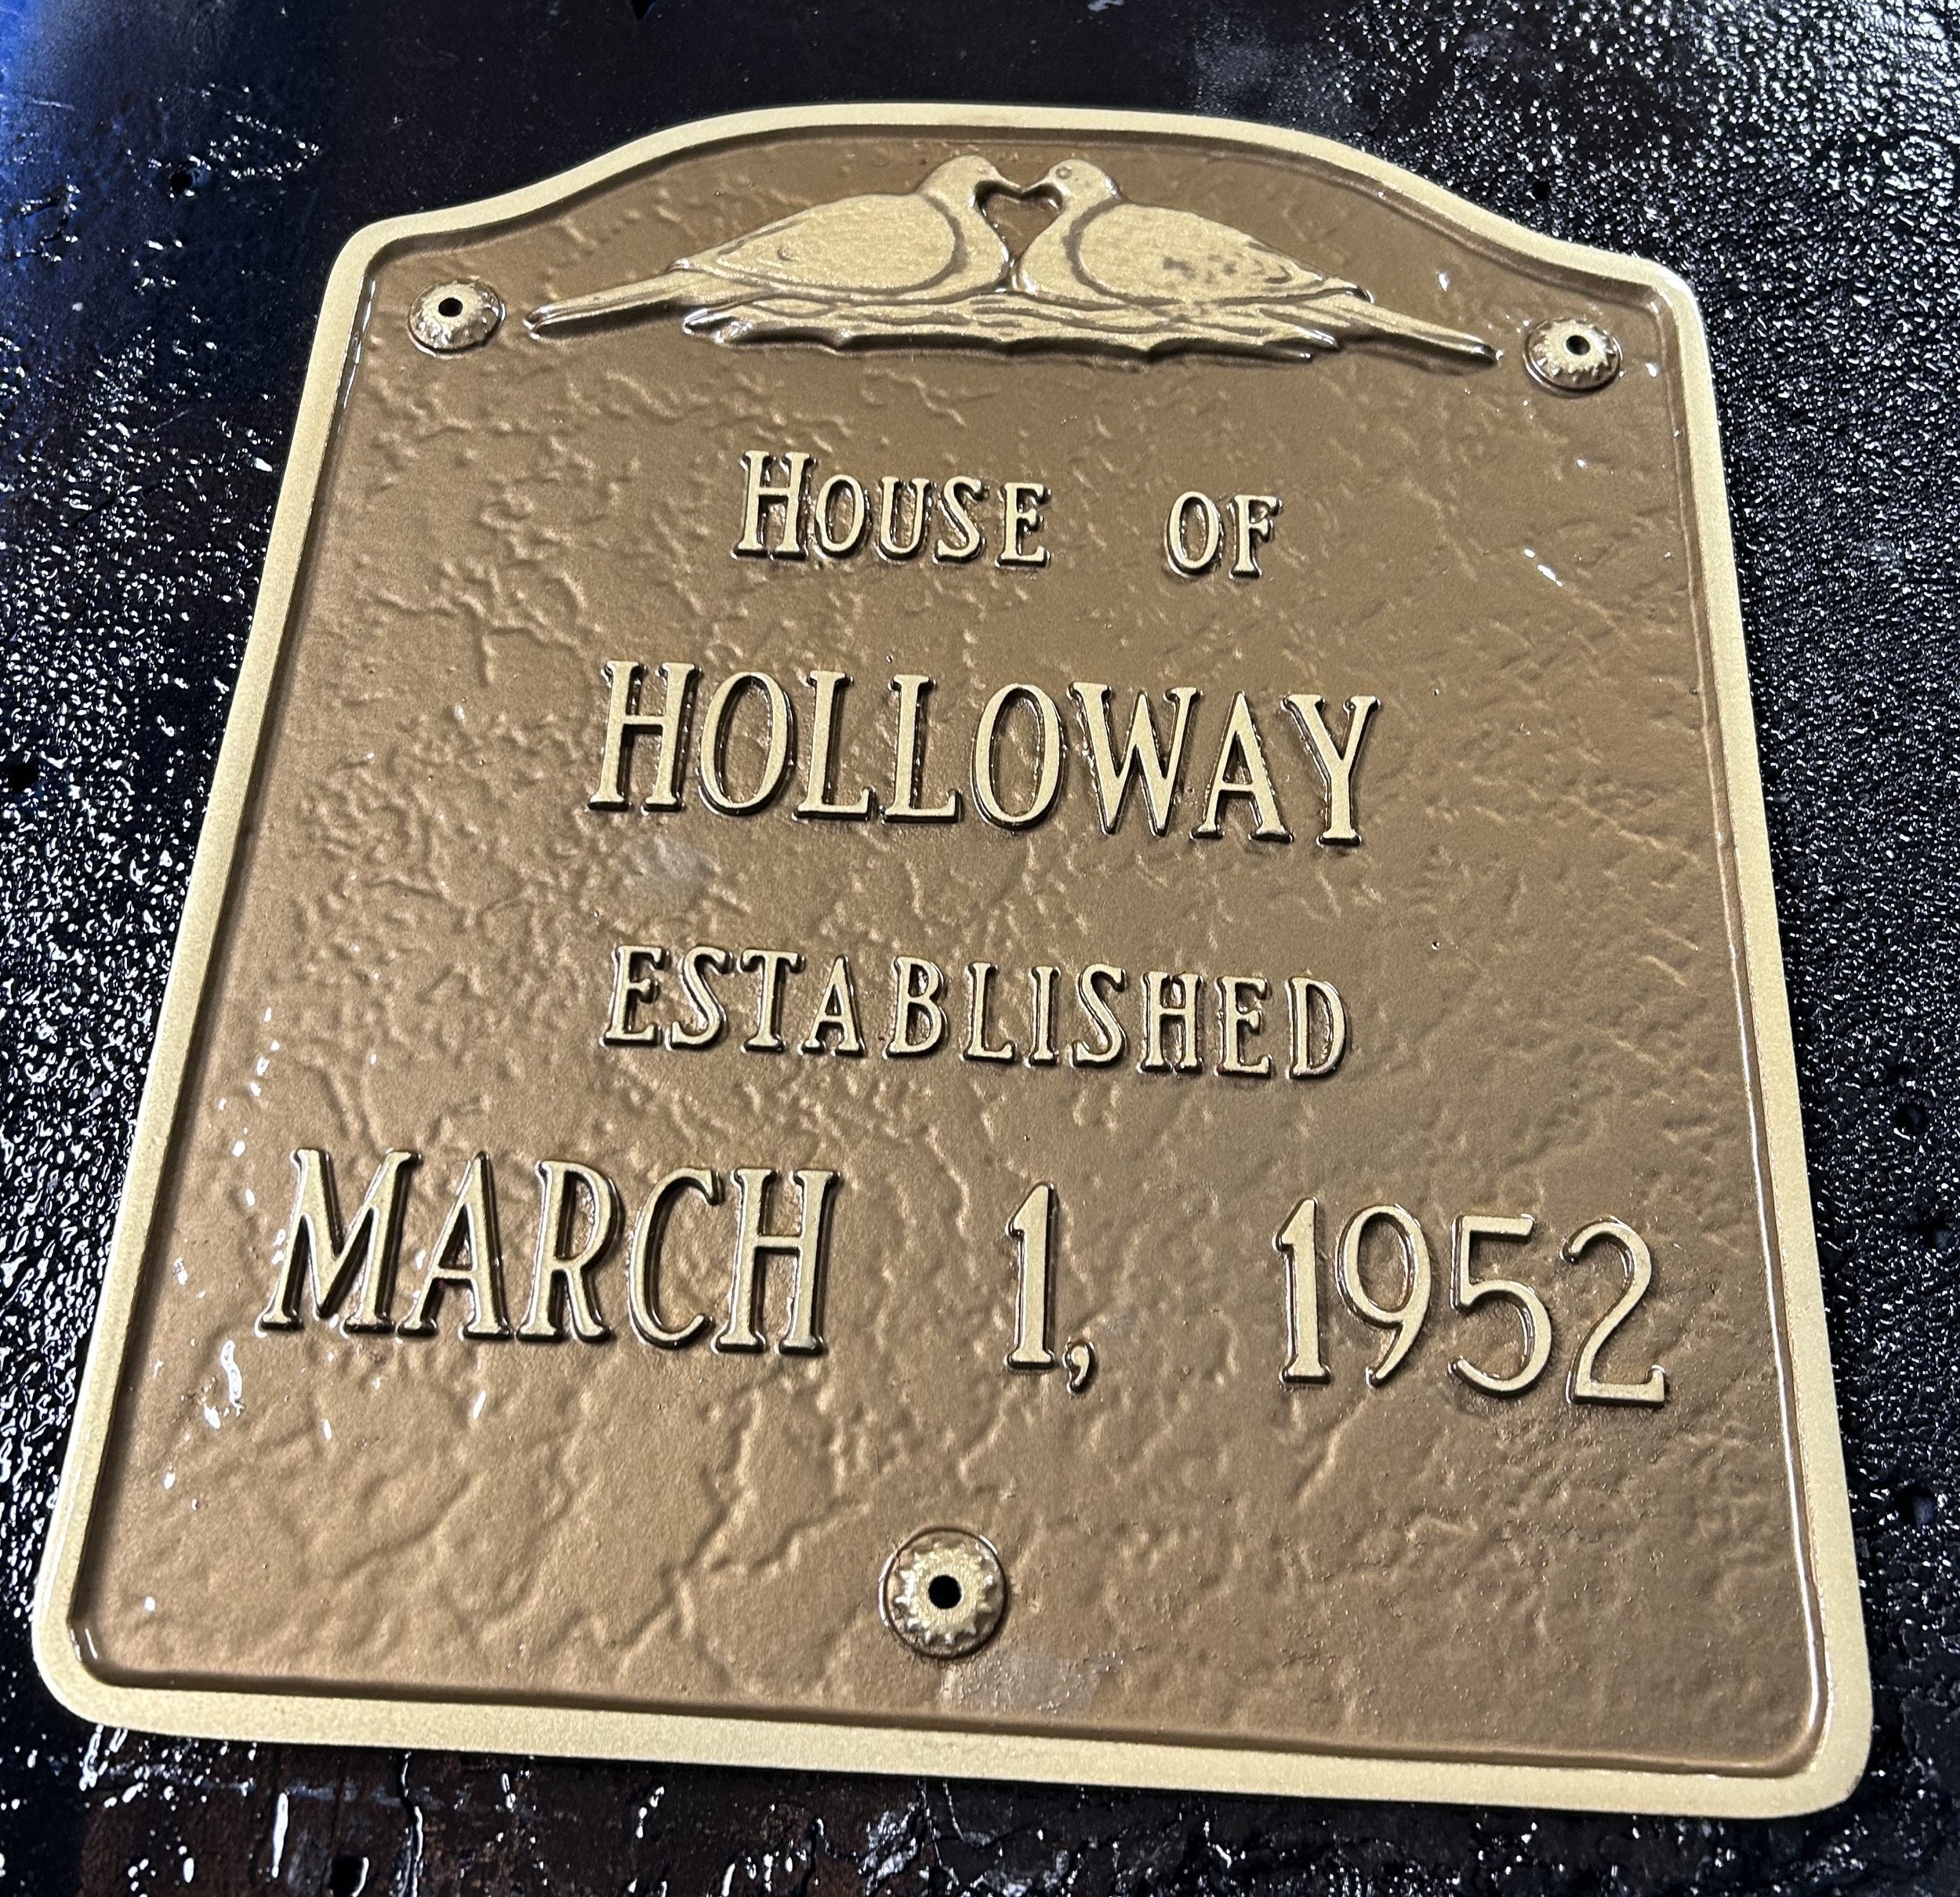 House of
HOLLOWAY
ESTABLISHED
MARCH 1, 1952